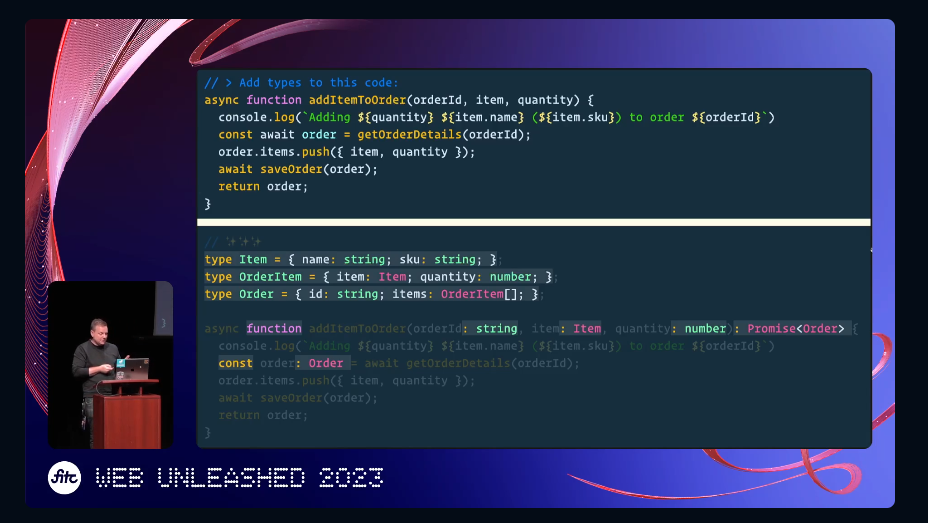 // > Add types to this code:
async function addItemToOrder(orderId, item, quantity) {
console.log(`Adding ${quantity} ${item.name} (${item.sku}) to order ${orderId}`)
const await order = getOrderDetails(orderId);
order.items.push({ item, quantity });
await saveOrder(order);
return order;
}
// ✨✨✨
type Item = { name: string; sku: string; };
type OrderItem = { item: Item; quantity: number; };
type Order = { id: string; items: OrderItem[]; };
async function addItemToOrder(orderId: string, item: Item, quantity: number): Promise<Order> {
console.log(`Adding ${quantity} ${item.name} (${item.sku}) to order ${orderId}`)
const order: Order = await getOrderDetails(orderId);
order.items.push({ item, quantity });
await saveOrder(order);
return order;
}
}
fitc WEB UNLEASHED 2023